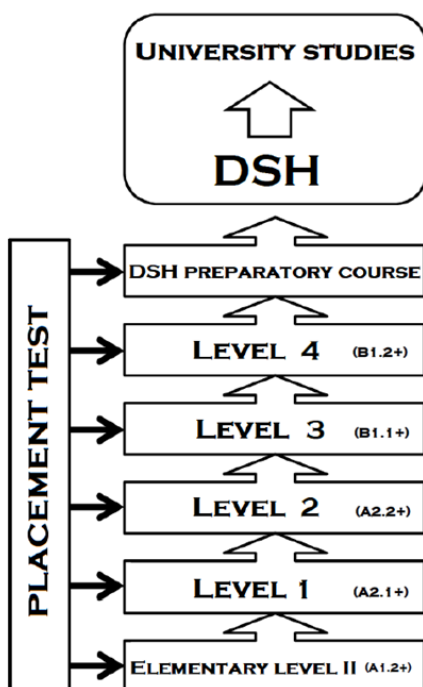 UNIVERSITY STUDIES
DSH
DSH PREPARATORY COURSE
LEVEL 4 (B1.2+)
LEVEL 3 (B1.1+)
LEVEL 2 (A2.2+)
LEVEL 1 (A2.1+)
ELEMENTARY LEVEL II (A1.2+)
PLACEMENT TEST